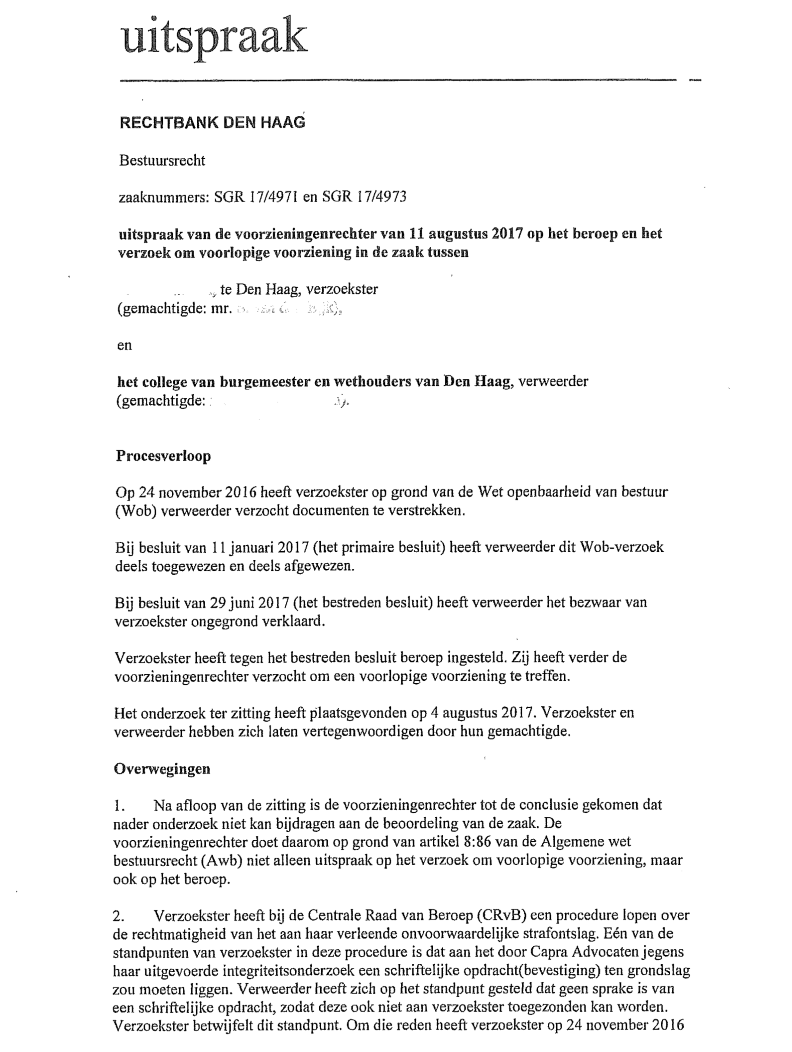 uitspraak
RECHTBANK DEN HAAG
Bestuursrecht
zaaknummers: SGR 17/4971 en SGR 17/4973
uitspraak van de voorzieningenrechter van 11 augustus 2017 op het beroep en het
verzoek om voorlopige voorziening in de zaak tussen
, te Den Haag, verzoekster
(gemachtigde: mr.
en
het college van burgemeester en wethouders van Den Haag, verweerder
(gemachtigde:
Procesverloop
Op 24 november 2016 heeft verzoekster op grond van de Wet openbaarheid van bestuur
(Wob) verweerder verzocht documenten te verstrekken.
Bij besluit van 11 januari 2017 (het primaire besluit) heeft verweerder dit Wob-verzoek
deels toegewezen en deels afgewezen.
Bij besluit van 29 juni 2017 (het bestreden besluit) heeft verweerder het bezwaar van
verzoekster ongegrond verklaard.
Verzoekster heeft tegen het bestreden besluit beroep ingesteld. Zij heeft verder de
voorzieningenrechter verzocht om een voorlopige voorziening te treffen.
Het onderzoek ter zitting heeft plaatsgevonden op 4 augustus 2017. Verzoekster en
verweerder hebben zich laten vertegenwoordigen door hun gemachtigde.
Overwegingen
1. Na afloop van de zitting is de voorzieningenrechter tot de conclusie gekomen dat
nader onderzoek niet kan bijdragen aan de beoordeling van de zaak. De
voorzieningenrechter doet daarom op grond van artikel 8:86 van de Algemene wet
bestuursrecht (Awb) niet alleen uitspraak op het verzoek om voorlopige voorziening, maar
ook op het beroep.
2. Verzoekster heeft bij de Centrale Raad van Beroep (CRvB) een procedure lopen over
de rechtmatigheid van het aan haar verleende onvoorwaardelijke strafontslag. Eén van de
standpunten van verzoekster in deze procedure is dat aan het door Capra Advocaten jegens
haar uitgevoerde integriteitsonderzoek een schriftelijke opdracht(bevestiging) ten grondslag
zou moeten liggen. Verweerder heeft zich op het standpunt gesteld dat geen sprake is van
een schriftelijke opdracht, zodat deze ook niet aan verzoekster toegezonden kan worden.
Verzoekster betwijfelt dit standpunt. Om die reden heeft verzoekster op 24 november 2016